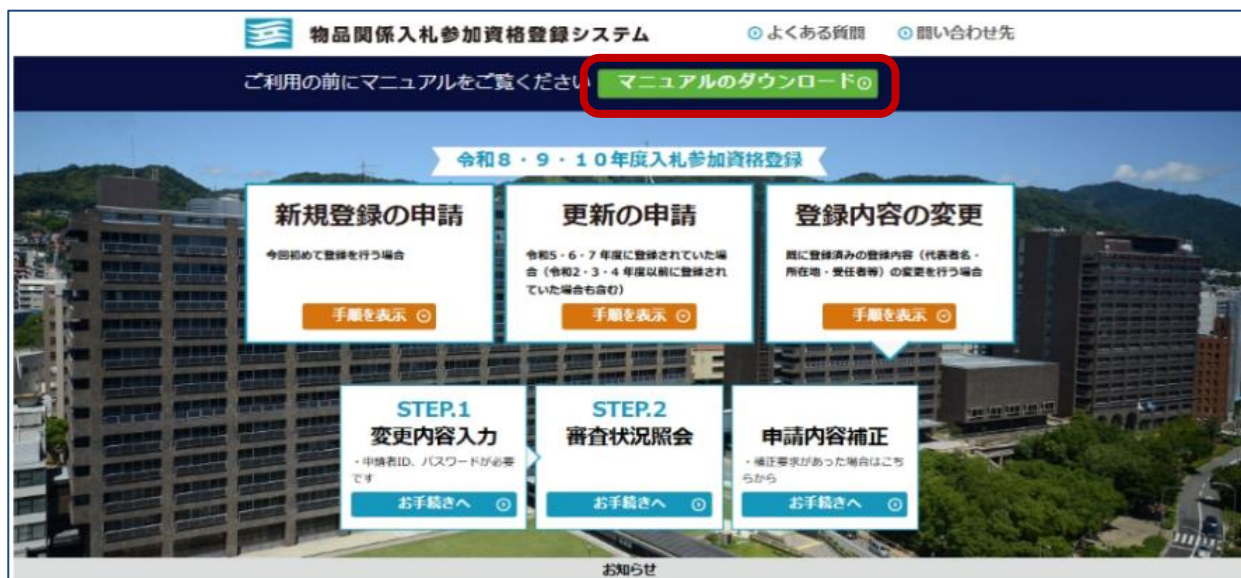 物品関係入札参加資格登録システム
よくある質問
問い合わせ先
ご利用の前にマニュアルをご覧ください
マニュアルのダウンロード
令和8・9・10年度入札参加資格登録
新規登録の申請
今回初めて登録を行う場合
手順を表示
更新の申請
令和5・6・7年度に登録されていた場
合（令和2・3・4年度以前に登録され
ていた場合も含む）
手順を表示
登録内容の変更
既に登録済みの登録内容（代表者名・
所在地・受任者等）の変更を行う場合
手順を表示
STEP.1
変更内容入力
・申請者ID、パスワードが必要
です
お手続きへ
STEP.2
審査状況照会
お手続きへ
申請内容補正
・補正要求があった場合はこち
らから
お手続きへ
お知らせ